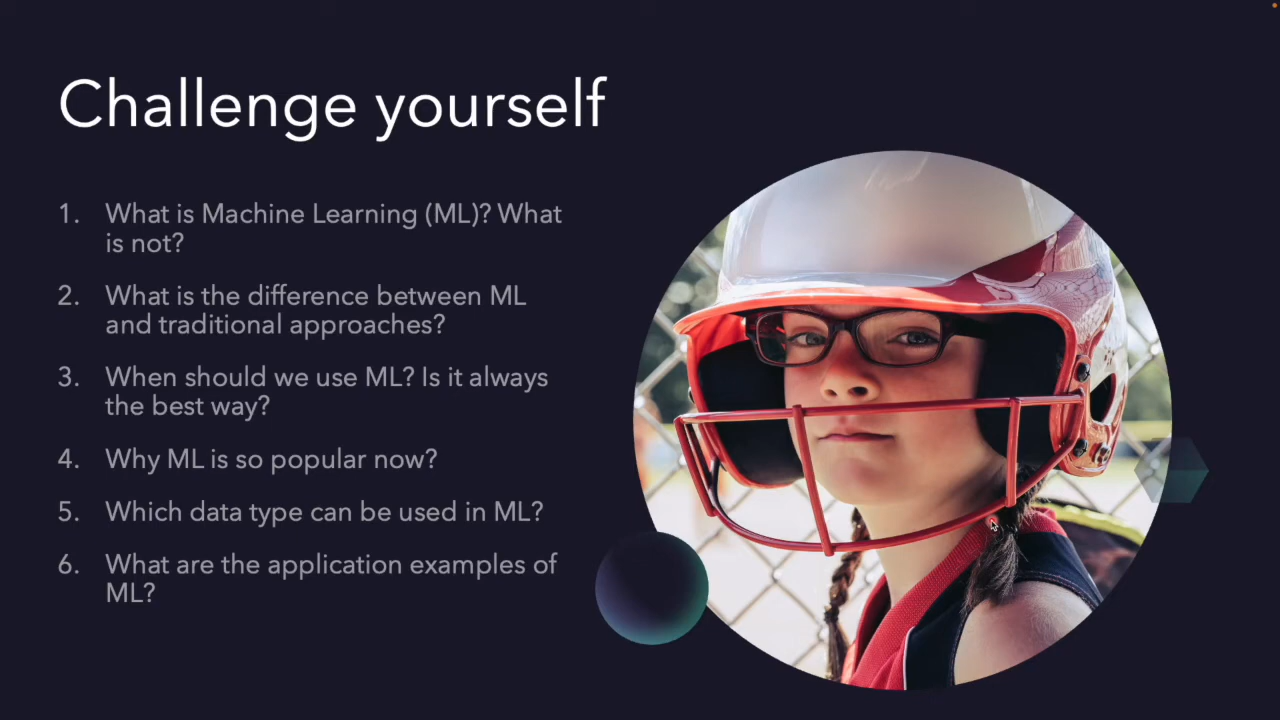 Challenge yourself
1. What is Machine Learning (ML)? What
is not?
2. What is the difference between ML
and traditional approaches?
3. When should we use ML? Is it always
the best way?
4. Why ML is so popular now?
5. Which data type can be used in ML?
6. What are the application examples of
ML?